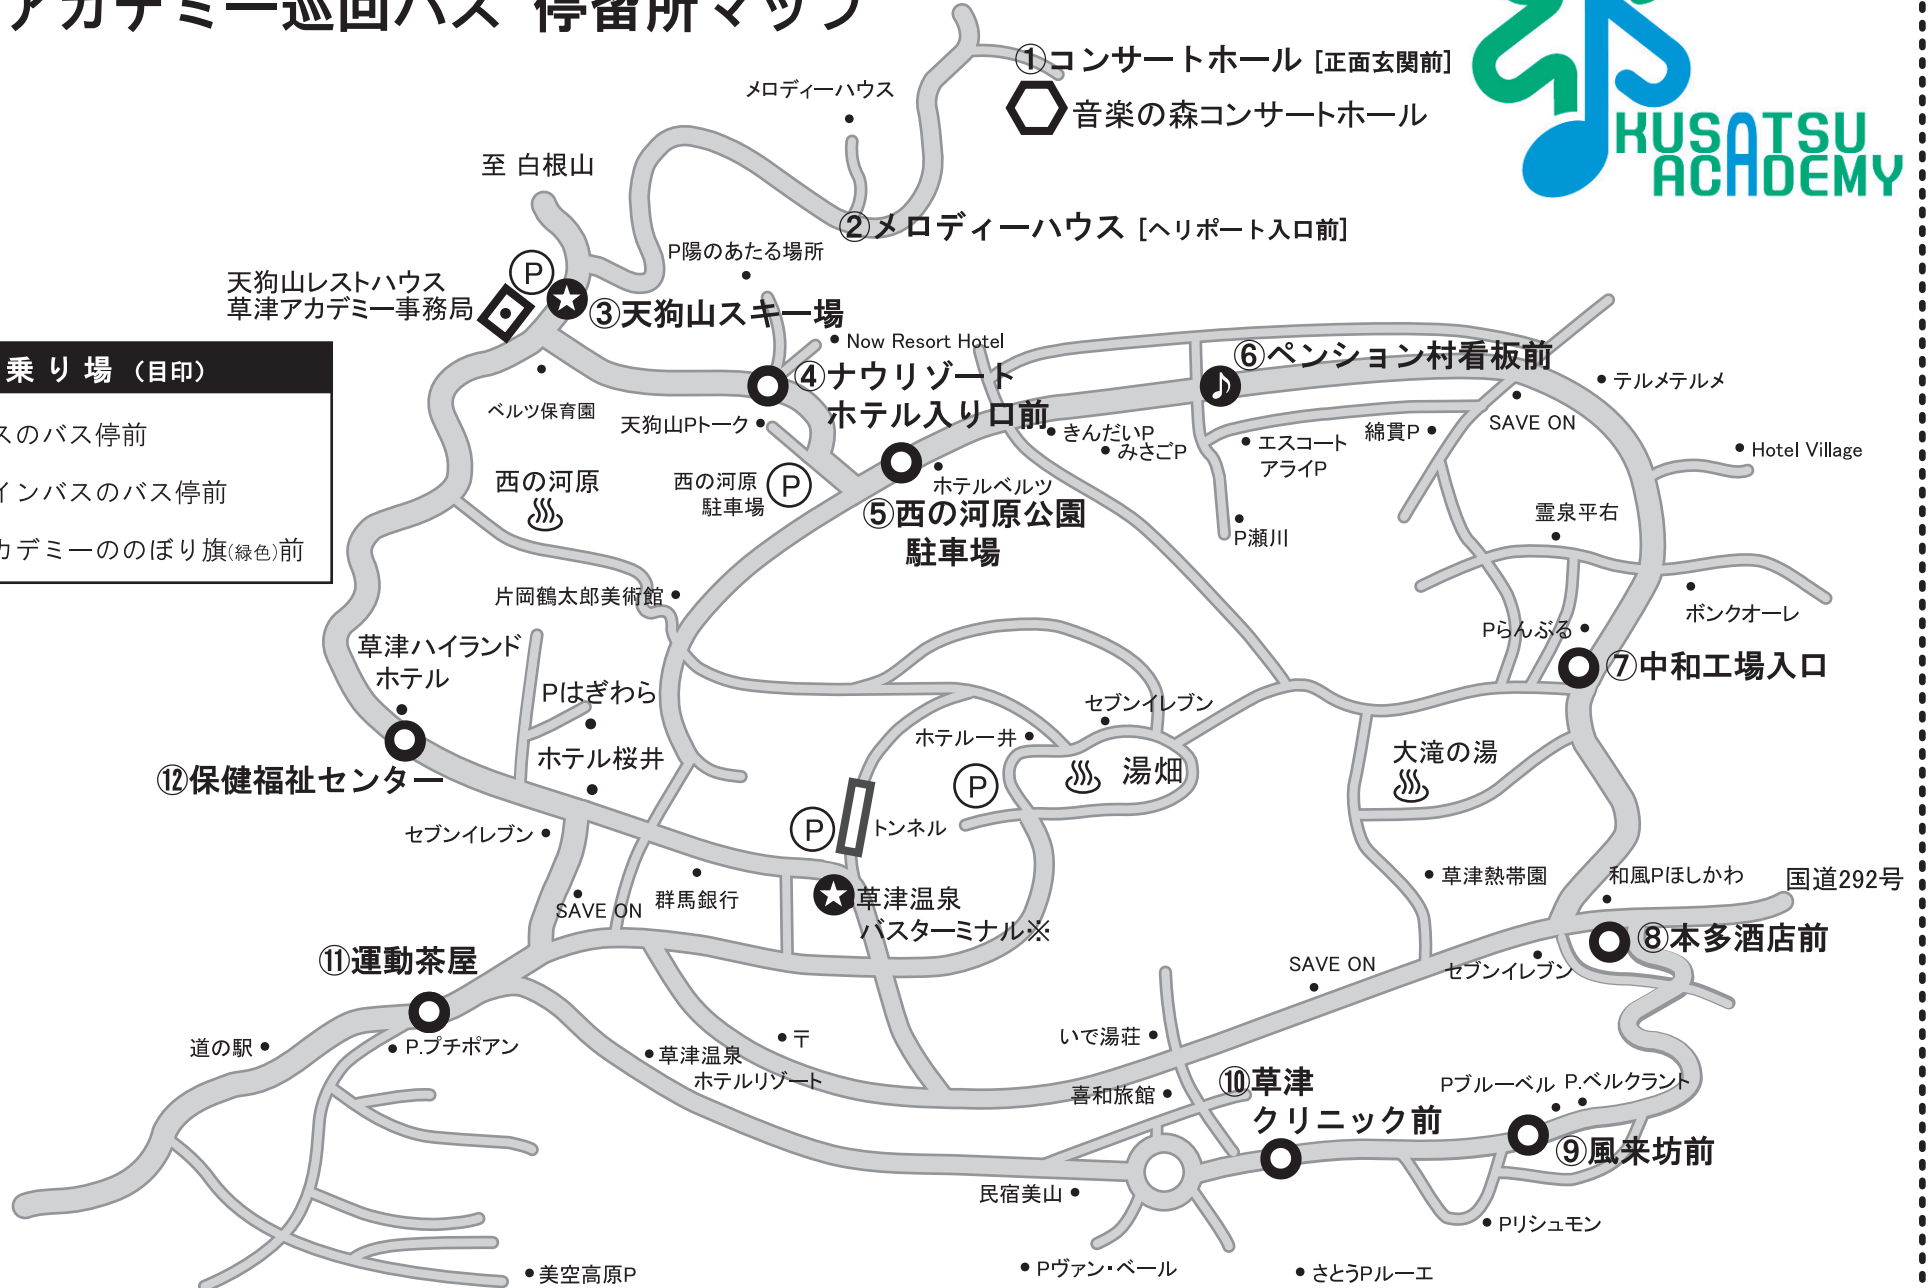 アカデミー巡回バス 停留所マップ
①コンサートホール [正面玄関前]
音楽の森コンサートホール
KUSATSU
ACADEMY
メロディーハウス
至 白根山
②メロディーハウス [ヘリポート入口前]
P陽のあたる場所
P
天狗山レストハウス
草津アカデミー事務局
③天狗山スキー場
Now Resort Hotel
乗り場（目印）
スのバス停前
インバスのバス停前
カデミーののぼり旗(緑色)前
④ナウリゾート
ホテル入り口前
⑥ペンション村看板前
テルメテルメ
ベルツ保育園
天狗山Pトーク
きんだいP
みさごP
エスコート
アライP
綿貫P
SAVE ON
Hotel Village
西の河原
西の河原
駐車場
P
ホテルベルツ
⑤西の河原公園
駐車場
P瀬川
霊泉平右
片岡鶴太郎美術館
ボンクオーレ
Pらんぶる
⑦中和工場入口
草津ハイランド
ホテル
Pはぎわら
ホテル桜井
セブンイレブン
ホテル一井
湯畑
P
大滝の湯
⑫保健福祉センター
セブンイレブン
P
トンネル
草津熱帯園
和風Pほしかわ
国道292号
SAVE ON
群馬銀行
草津温泉
バスターミナル※
⑧本多酒店前
⑪運動茶屋
SAVE ON
セブンイレブン
道の駅
P.プチポアン
草津温泉
ホテルリゾート
〒
いで湯荘
喜和旅館
⑩草津
クリニック前
Pブルーベル
P.ベルクラント
⑨風来坊前
民宿美山
Pリシュモン
美空高原P
Pヴァン・ベール
さとうPルーエ